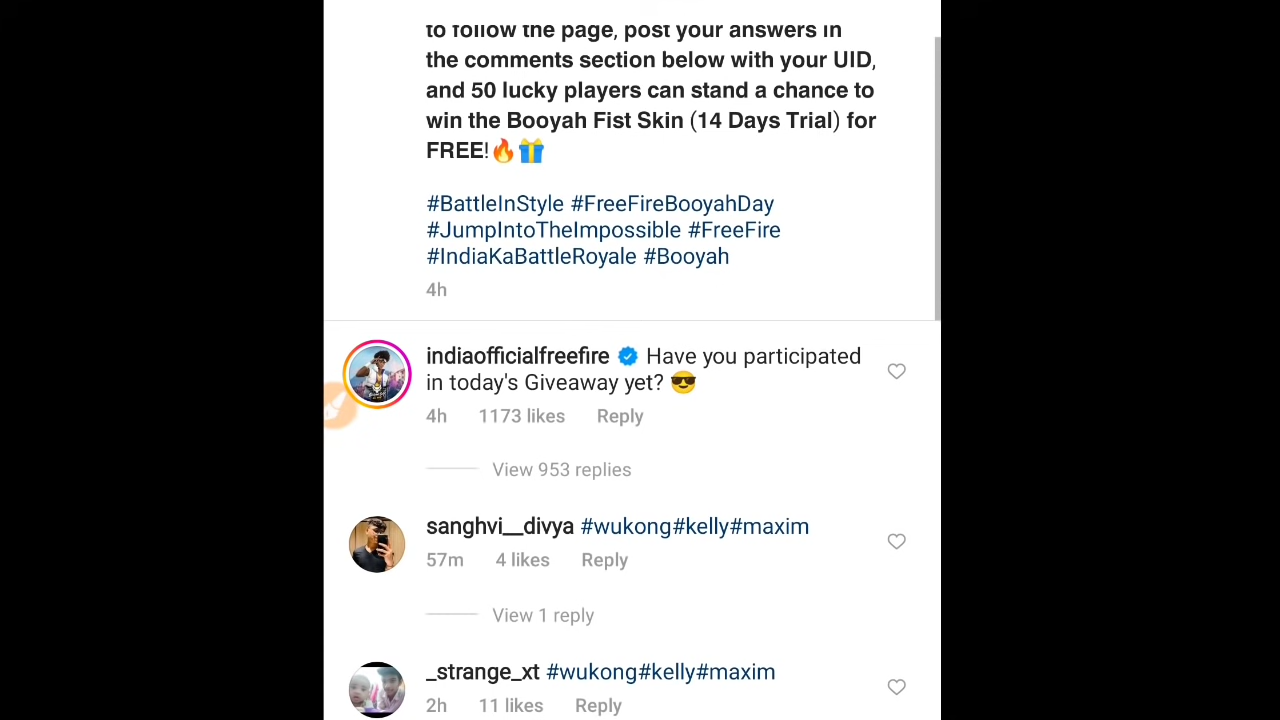 to follow the page, post your answers in
the comments section below with your UID,
and 50 lucky players can stand a chance to
win the Booyah Fist Skin (14 Days Trial) for
FREE!🔥🎁
#BattleInStyle #FreeFireBooyahDay
#JumpIntoTheImpossible #FreeFire
#IndiaKaBattleRoyale #Booyah
4h
indiaofficialfreefire Have you participated
in today's Giveaway yet? 😎
4h 1173 likes Reply
View 953 replies
sanghvi__divya #wukong#kelly#maxim
57m 4 likes Reply
View 1 reply
_strange_xt #wukong#kelly#maxim
2h 11 likes Reply